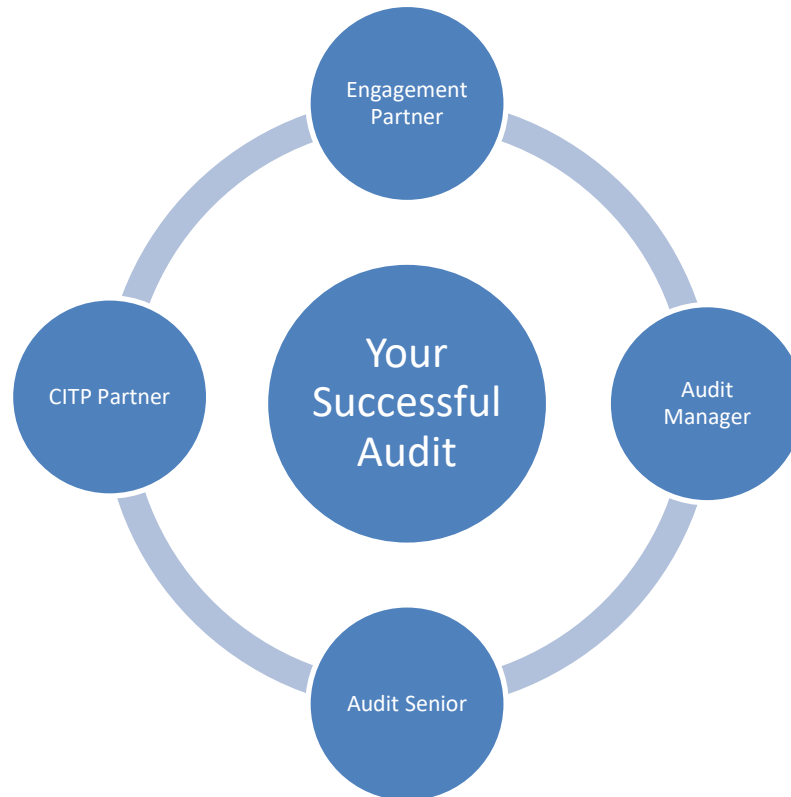 Engagement
Partner
CITP Partner
Your
Successful
Audit
Audit
Manager
Audit Senior